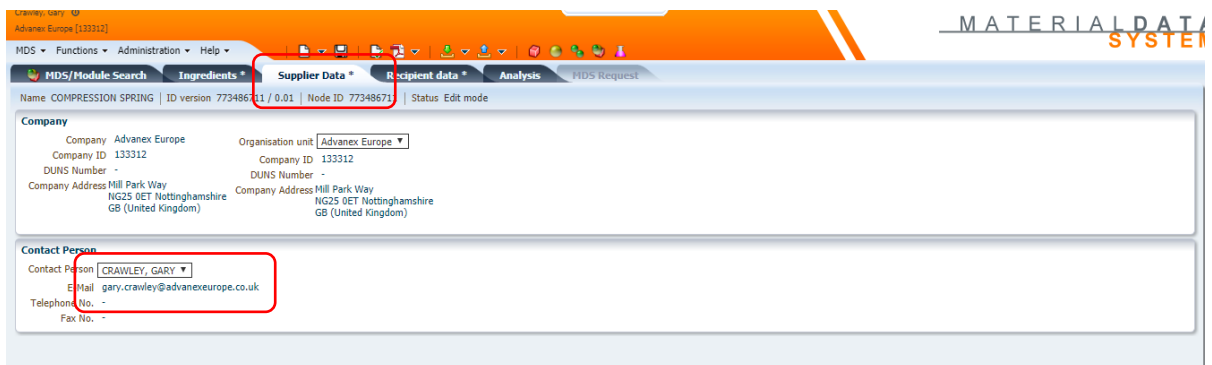 Crawley, Gary
Advanex Europe [133312]
MATERIAL DATA
SYSTEM
MDS Functions Administration Help
MDS/Module Search Ingredients * Supplier Data * Recipient data * Analysis MDS Request
Name COMPRESSION SPRING | ID version 773486711 / 0.01 | Node ID 773486711 | Status Edit mode
Company
Company Advanex Europe Organisation unit Advanex Europe
Company ID 133312 Company ID 133312
DUNS Number - DUNS Number -
Company Address Mill Park Way Company Address Mill Park Way
NG25 0ET Nottinghamshire NG25 0ET Nottinghamshire
GB (United Kingdom) GB (United Kingdom)
Contact Person
Contact Person CRAWLEY, GARY
E-Mail gary.crawley@advanexeurope.co.uk
Telephone No. -
Fax No. -